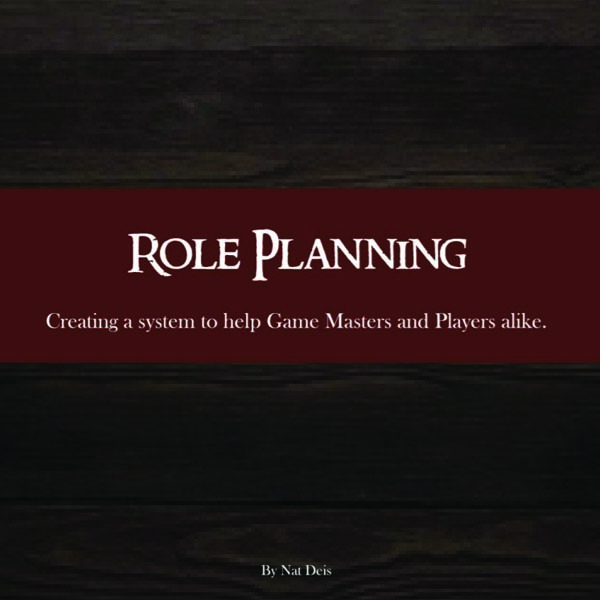 Role Planning
Creating a system to help Game Masters and Players alike.
By Nat Deis